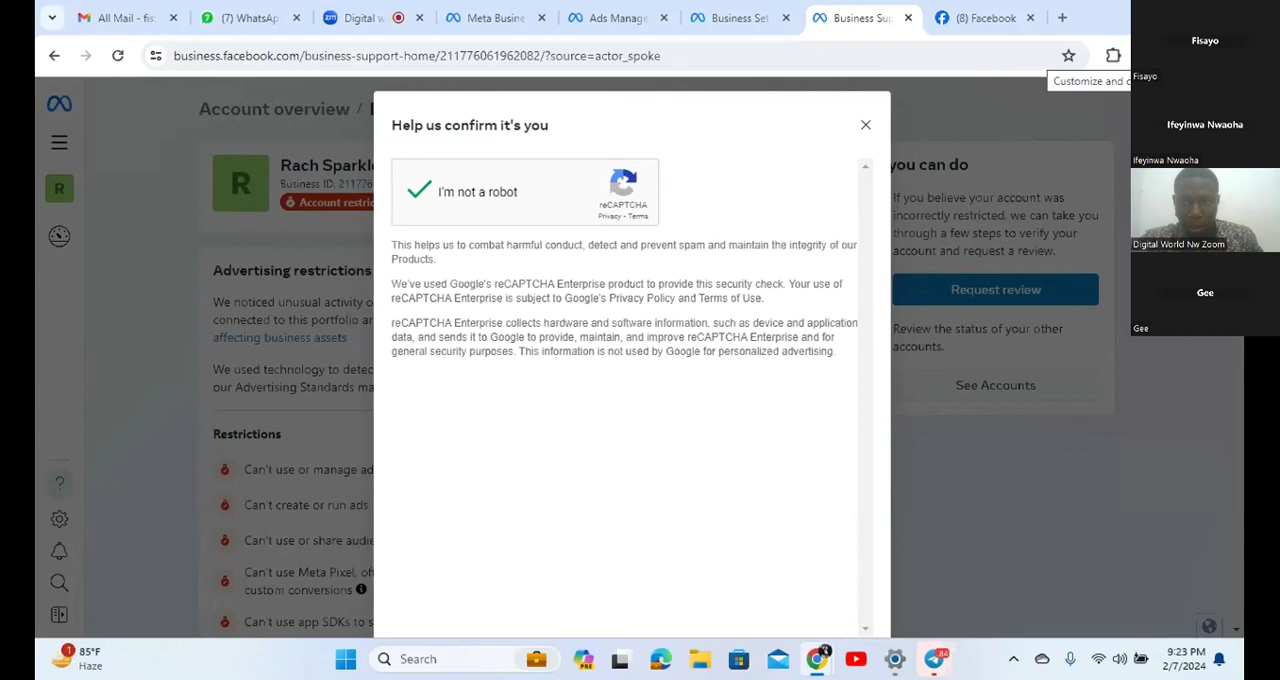 All Mail - fis
(7) WhatsAp
Digital w
Meta Busine
Ads Manage
Business Set
Business Sup
(8) Facebook
business.facebook.com/business-support-home/211776061962082/?source=actor_spoke
Customize and c
Account overview /
R
R
Rach Sparkle
Business ID: 211776
Account restric
Advertising restrictions
We noticed unusual activity o
connected to this portfolio ar
affecting business assets
We used technology to detec
our Advertising Standards ma
Restrictions
Can't use or manage ad
Can't create or run ads
Can't use or share audie
Can't use Meta Pixel, of
custom conversions
Can't use app SDKs to s
Help us confirm it's you
I'm not a robot
reCAPTCHA
Privacy - Terms
This helps us to combat harmful conduct, detect and prevent spam and maintain the integrity of our
Products.
We've used Google's reCAPTCHA Enterprise product to provide this security check. Your use of
reCAPTCHA Enterprise is subject to Google's Privacy Policy and Terms of Use.
reCAPTCHA Enterprise collects hardware and software information, such as device and application
data, and sends it to Google to provide, maintain, and improve reCAPTCHA Enterprise and for
general security purposes. This information is not used by Google for personalized advertising.
you can do
If you believe your account was
incorrectly restricted, we can take you
through a few steps to verify your
account and request a review.
Request review
Review the status of your other
accounts.
See Accounts
Fisayo
Fisayo
Ifeyinwa Nwaoha
Ifeyinwa Nwaoha
Digital World Nw Zoom
Gee
Gee
1
85°F
Haze
Search
PRE
84
9:23 PM
2/7/2024